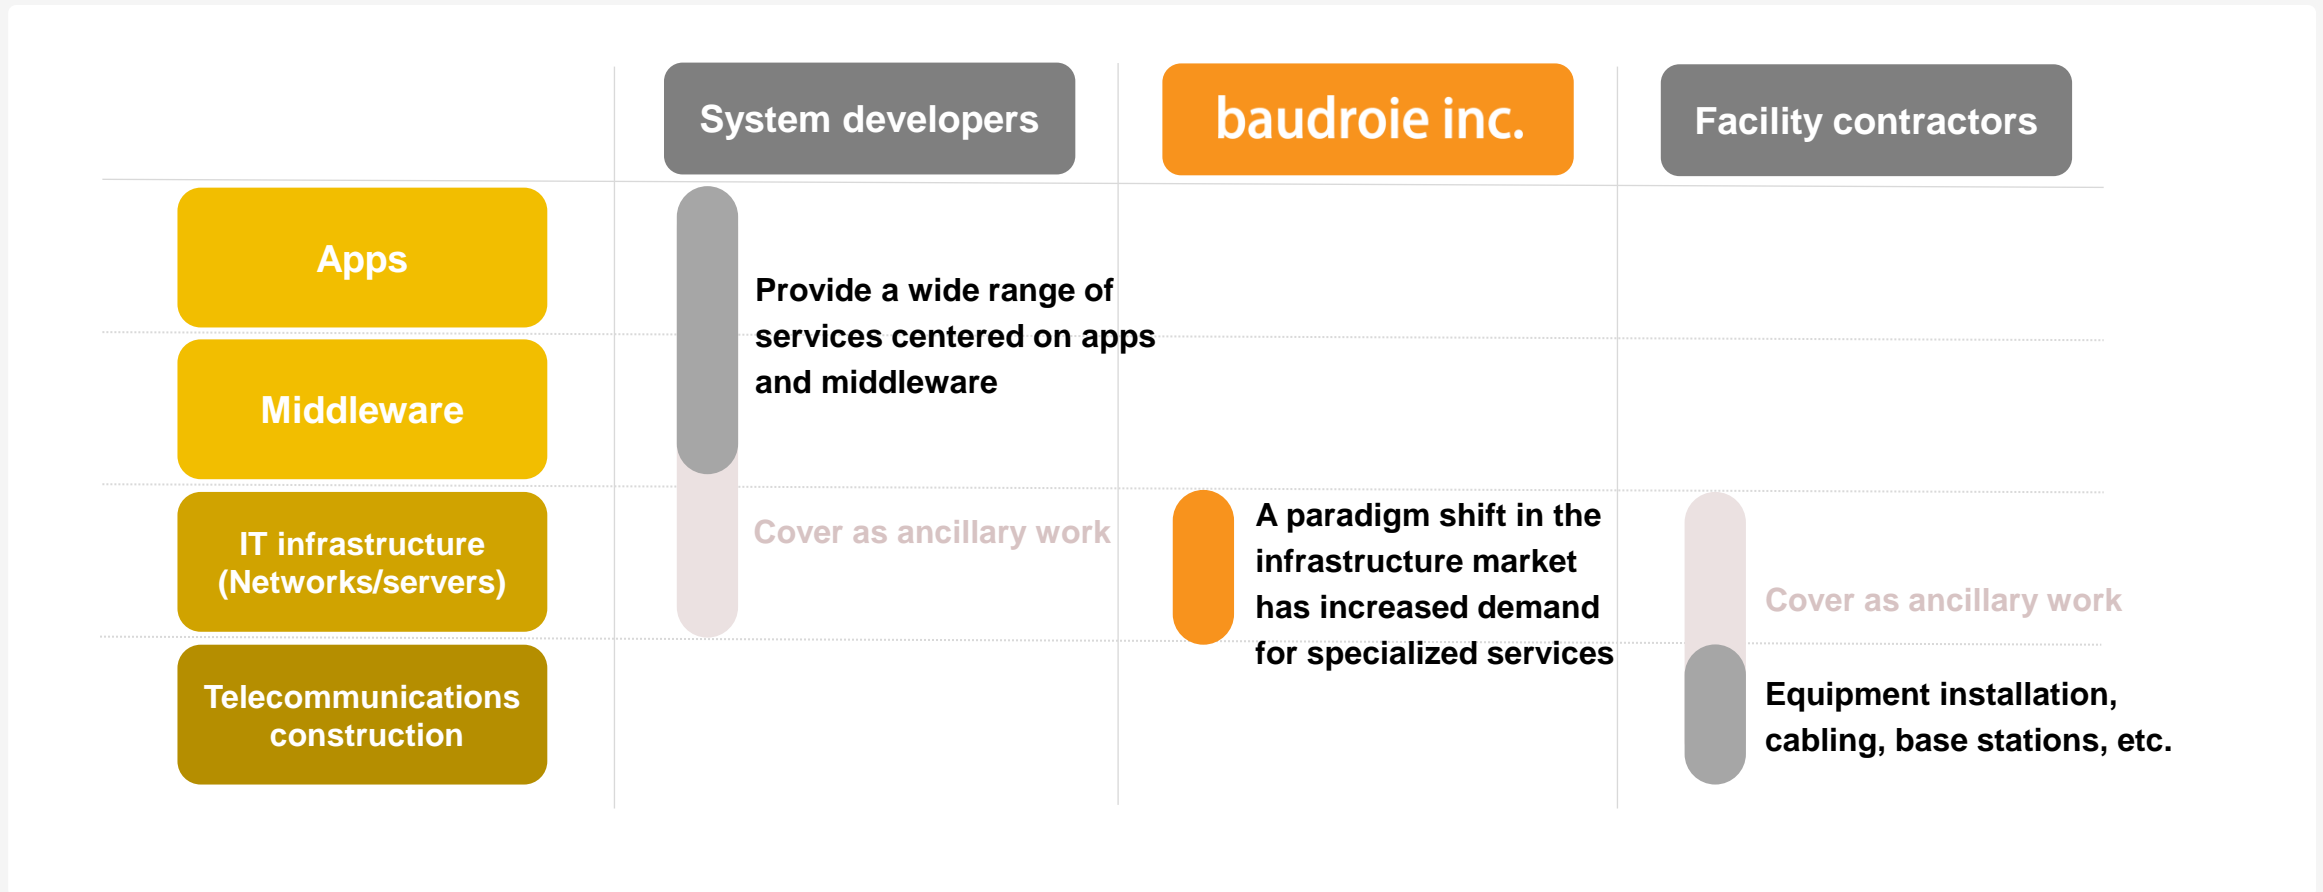 System developers
baudroie inc.
Facility contractors
Apps
Provide a wide range of
services centered on apps
and middleware
Middleware
IT infrastructure
(Networks/servers)
Cover as ancillary work
A paradigm shift in the
infrastructure market
has increased demand
for specialized services
Cover as ancillary work
Telecommunications
construction
Equipment installation,
cabling, base stations, etc.